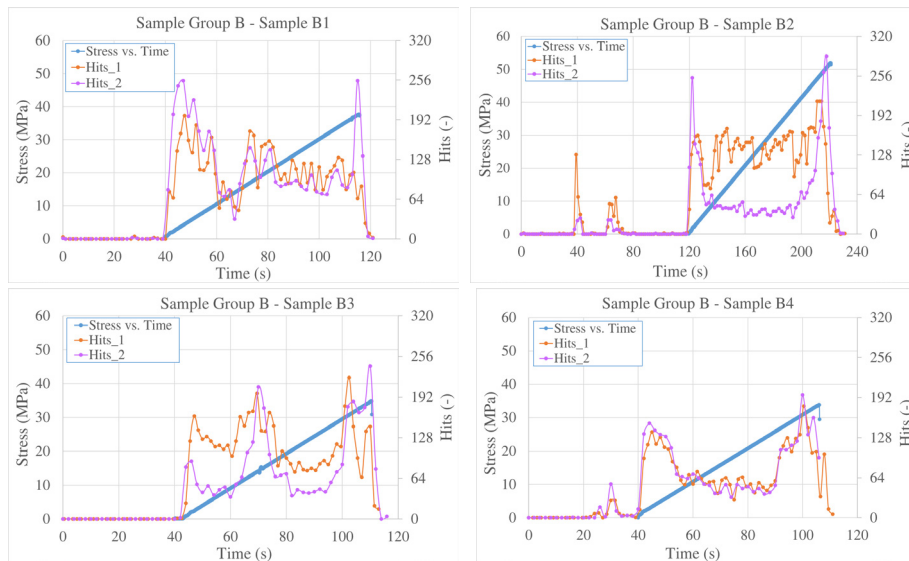 Sample Group B - Sample B1
60
50
40
30
20
10
0
Stress (MPa)
Stress vs. Time
Hits_1
Hits_2
320
256
192
128
64
0
Hits (-)
0 20 40 60 80 100 120
Time (s)
Sample Group B - Sample B2
60
50
40
30
20
10
0
Stress (MPa)
Stress vs. Time
Hits_1
Hits_2
320
256
192
128
64
0
Hits (-)
0 40 80 120 160 200 240
Time (s)
Sample Group B - Sample B3
60
50
40
30
20
10
0
Stress (MPa)
Stress vs. Time
Hits_1
Hits_2
320
256
192
128
64
0
Hits (-)
0 20 40 60 80 100 120
Time (s)
Sample Group B - Sample B4
60
50
40
30
20
10
0
Stress (MPa)
Stress vs. Time
Hits_1
Hits_2
320
256
192
128
64
0
Hits (-)
0 20 40 60 80 100 120
Time (s)